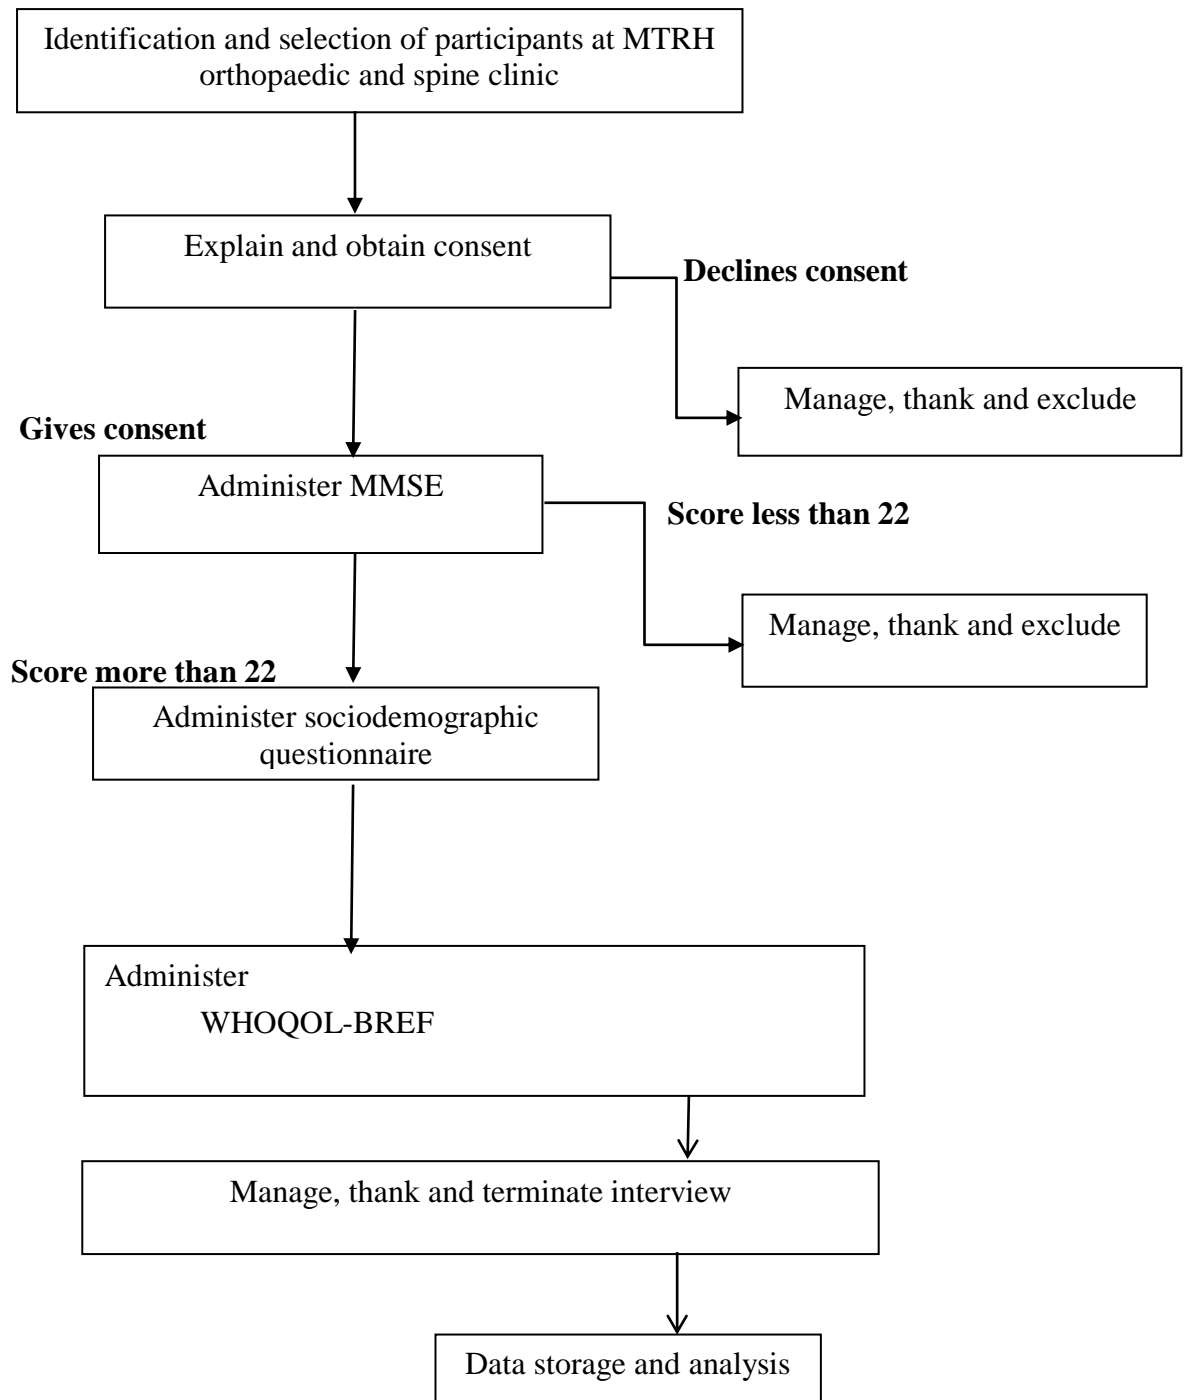 Identification and selection of participants at MTRH
orthopaedic and spine clinic
Explain and obtain consent
Declines consent
Manage, thank and exclude
Gives consent
Administer MMSE
Score less than 22
Manage, thank and exclude
Score more than 22
Administer sociodemographic
questionnaire
Administer
WHOQOL-BREF
Manage, thank and terminate interview
Data storage and analysis